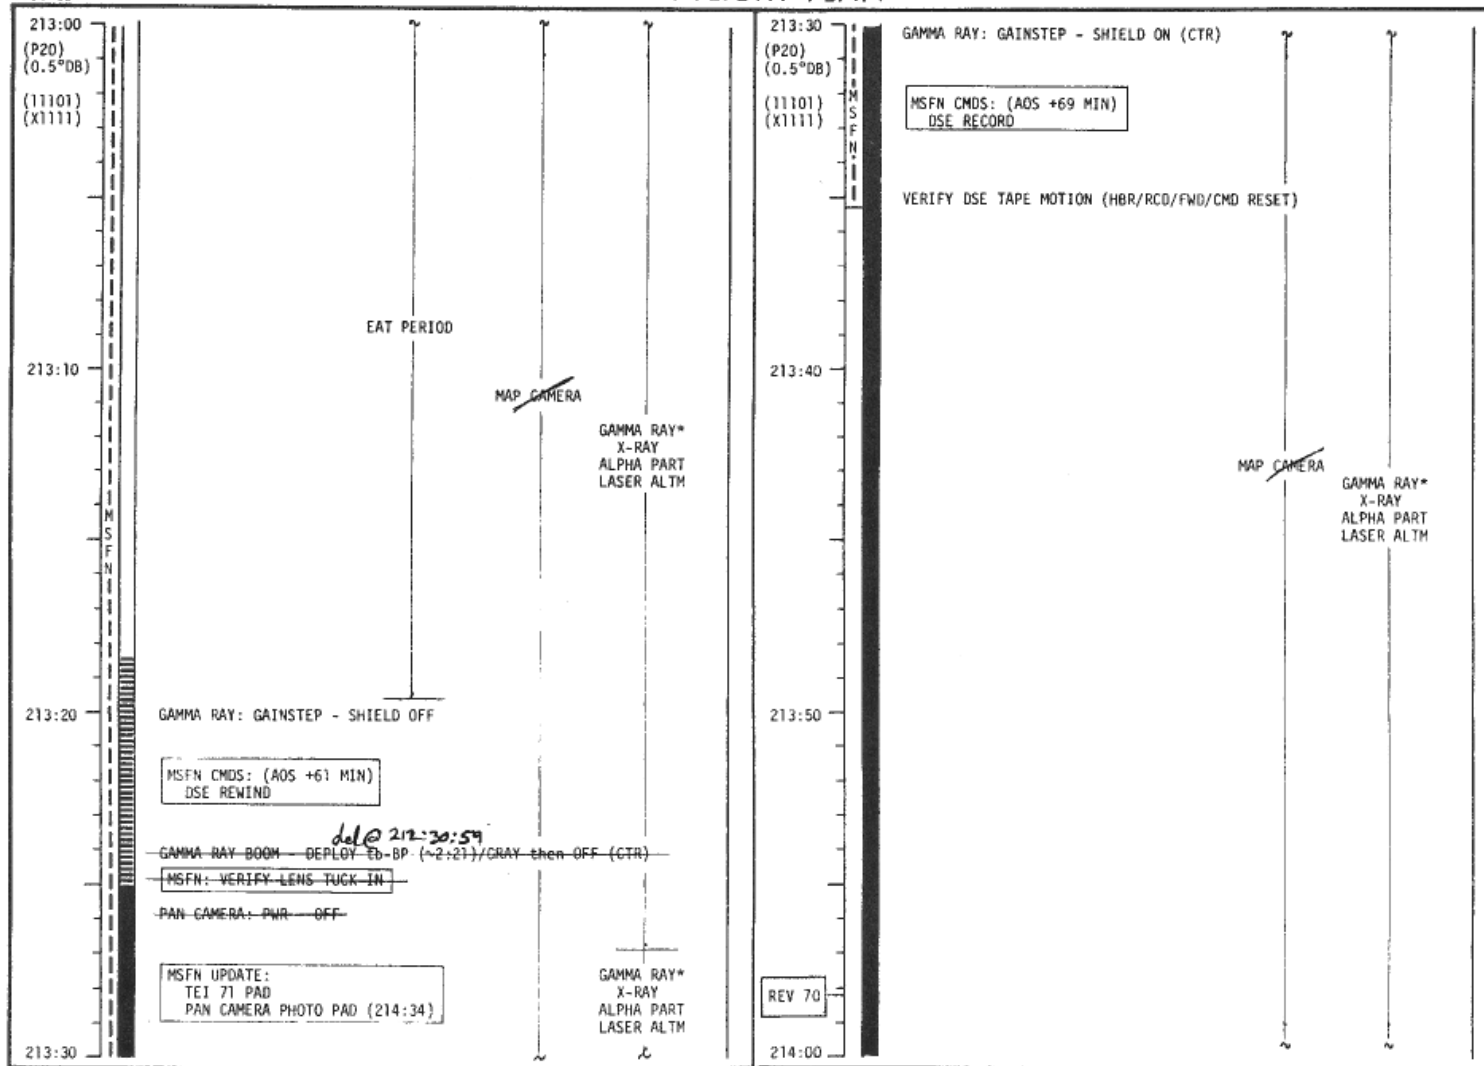 213:00
(P20)
(0.5°DB)
(11101)
(X1111)
EAT PERIOD
213:10
MAP CAMERA
GAMMA RAY*
X-RAY
ALPHA PART
LASER ALTM
MSFN
213:20
GAMMA RAY: GAINSTEP - SHIELD OFF
MSFN CMDS: (AOS +61 MIN)
DSE REWIND
del @ 212:30:59
GAMMA RAY BOOM - DEPLOY tb-BP (~2:21)/GRAY then OFF (CTR)
MSFN: VERIFY LENS TUCK IN
PAN CAMERA: PWR - OFF
MSFN UPDATE:
TEI 71 PAD
PAN CAMERA PHOTO PAD (214:34)
GAMMA RAY*
X-RAY
ALPHA PART
LASER ALTM
213:30
213:30
(P20)
(0.5°DB)
(11101)
(X1111)
MSFN
GAMMA RAY: GAINSTEP - SHIELD ON (CTR)
MSFN CMDS: (AOS +69 MIN)
DSE RECORD
VERIFY DSE TAPE MOTION (HBR/RCD/FWD/CMD RESET)
213:40
MAP CAMERA
GAMMA RAY*
X-RAY
ALPHA PART
LASER ALTM
213:50
REV 70
214:00